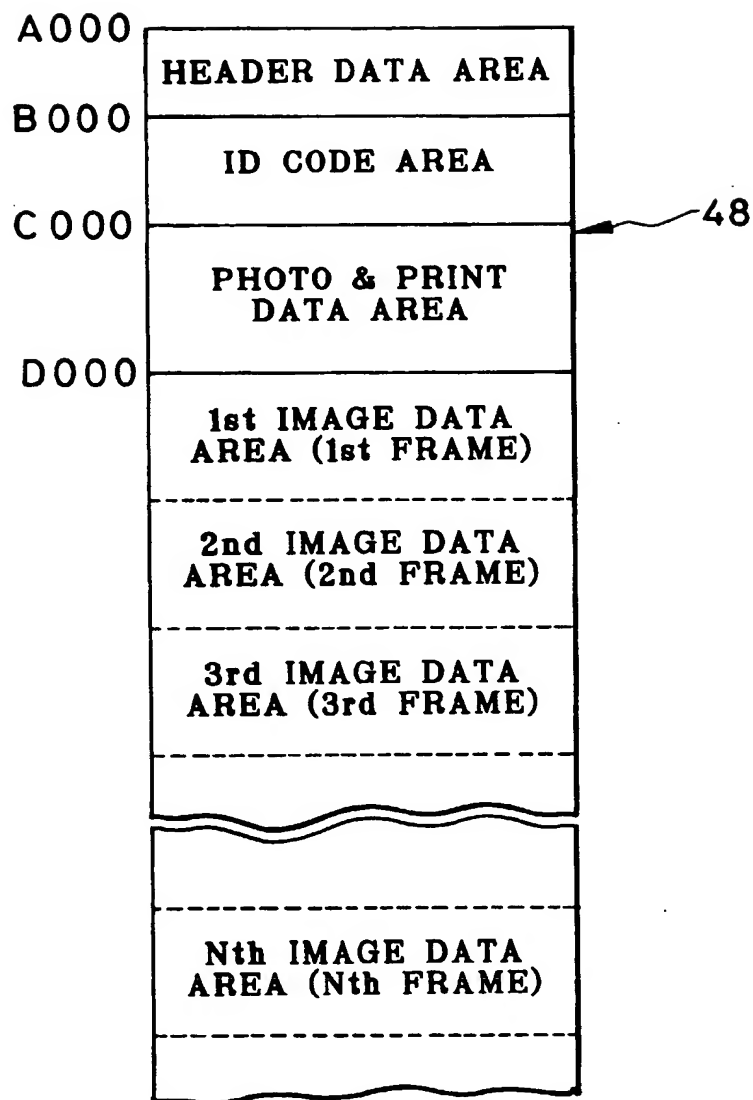 A000
HEADER DATA AREA
B000
ID CODE AREA
C000
48
PHOTO & PRINT
DATA AREA
D000
1st IMAGE DATA
AREA (1st FRAME)
2nd IMAGE DATA
AREA (2nd FRAME)
3rd IMAGE DATA
AREA (3rd FRAME)
Nth IMAGE DATA
AREA (Nth FRAME)